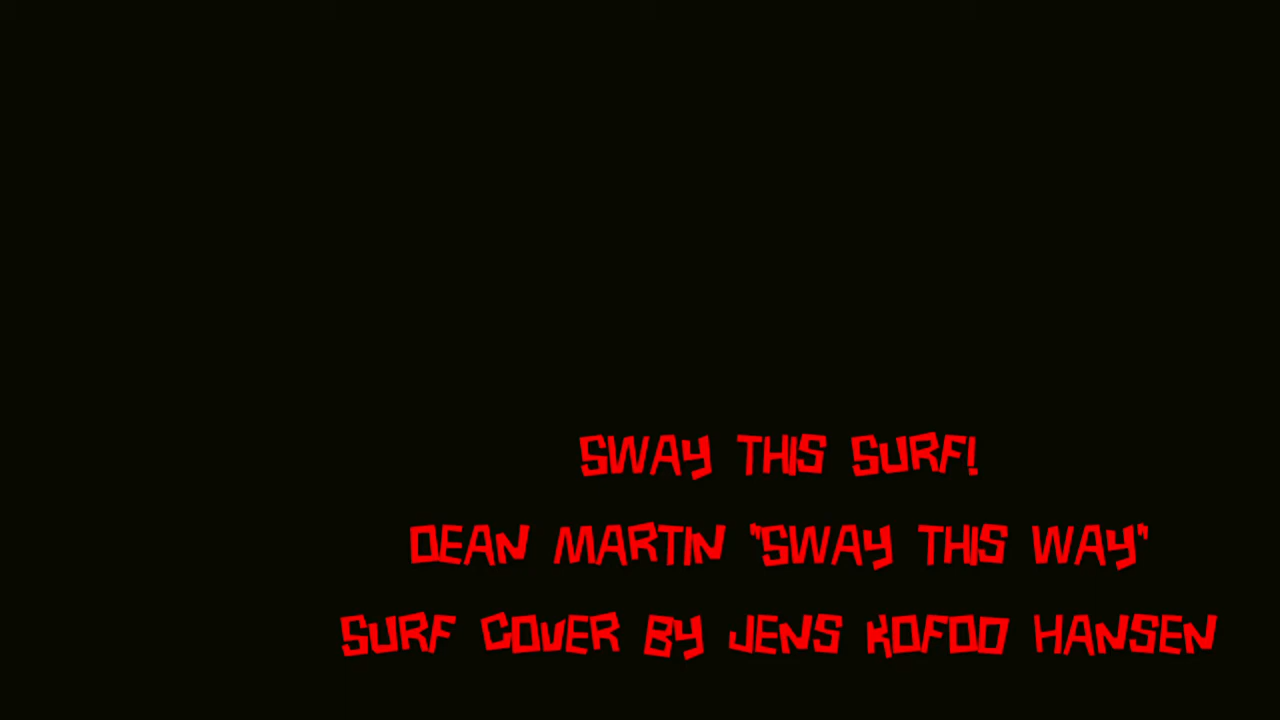 SWAY THIS SURF!
DEAN MARTIN "SWAY THIS WAY"
SURF COVER BY JENS KOFOD HANSEN